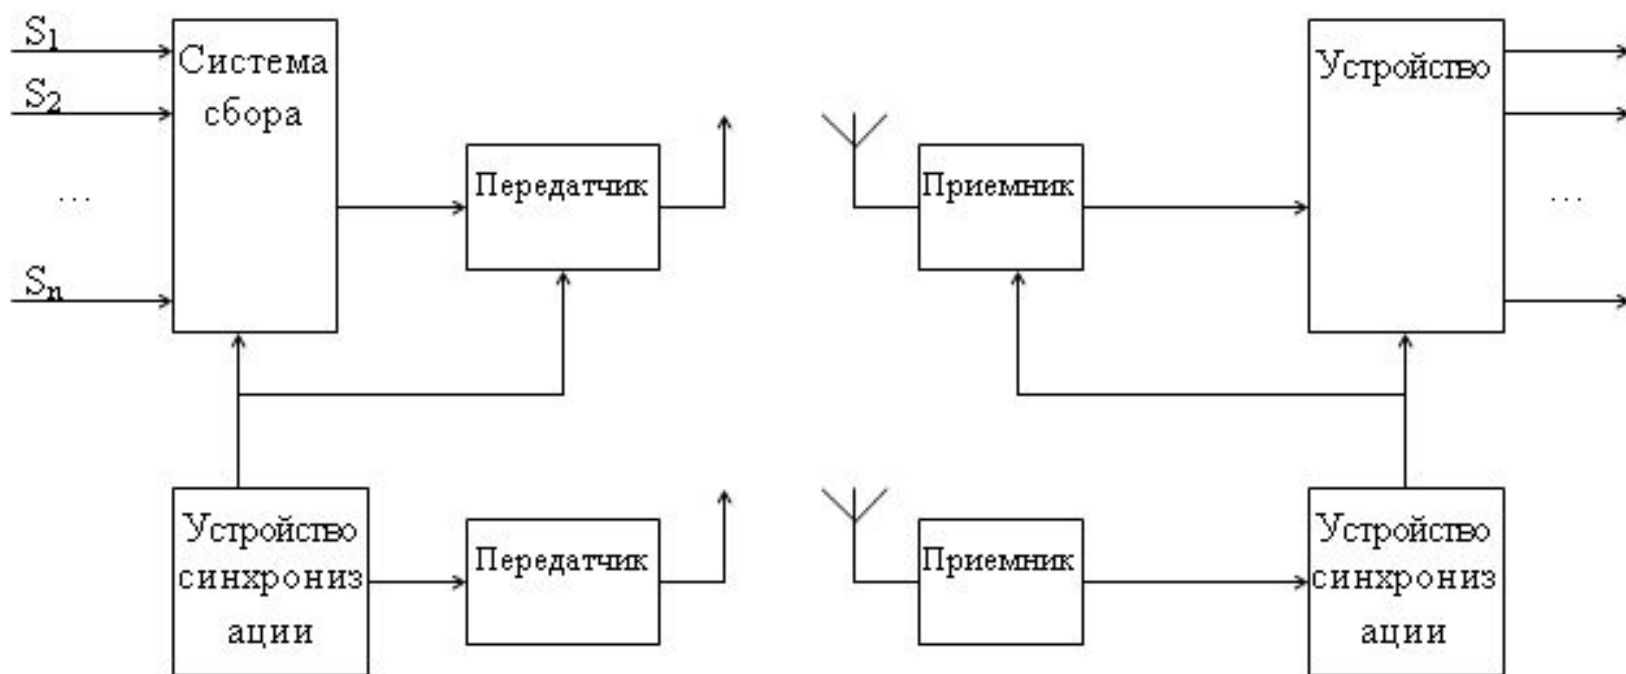 S1
Система
сбора
S2
...
Sn
Передатчик
Приемник
Устройство
...
Устройство
синхрониз
ации
Передатчик
Приемник
Устройство
синхрониз
ации